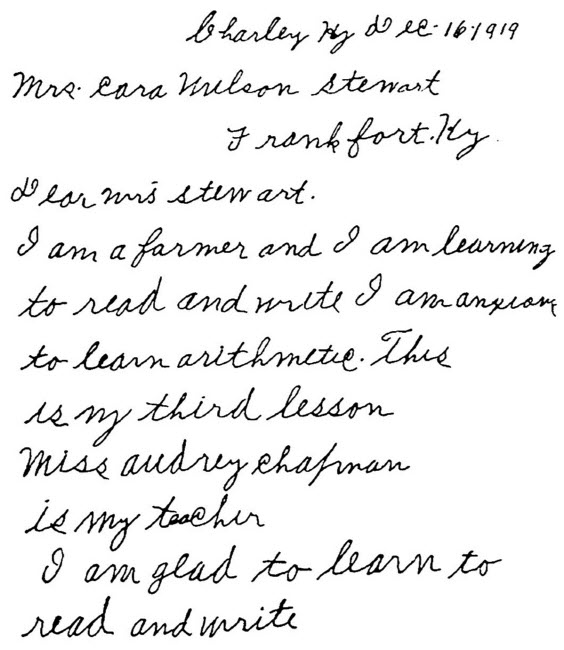 Charley Ky Dec. 16.1919
Mrs. Cora Wilson Stewart
Frankfort. Ky.
Dear mrs stewart.
I am a farmer and I am learning
to read and write I am anxious
to learn arithmetic. This
is my third lesson
Miss audrey chapman
is my teacher
I am glad to learn to
read and write